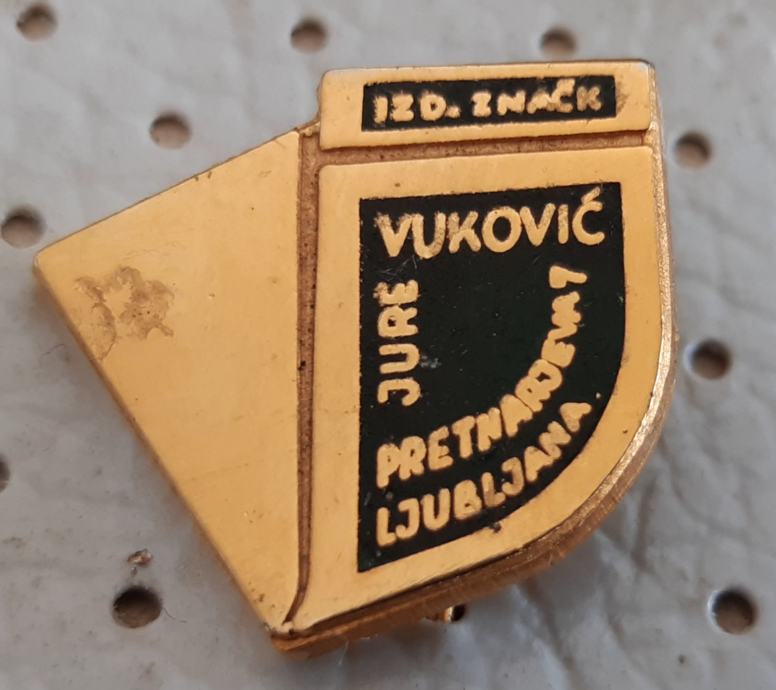 IZD. ZNAČK
VUKOVIĆ
JURE
PRETNARJEVA 7
LJUBLJANA